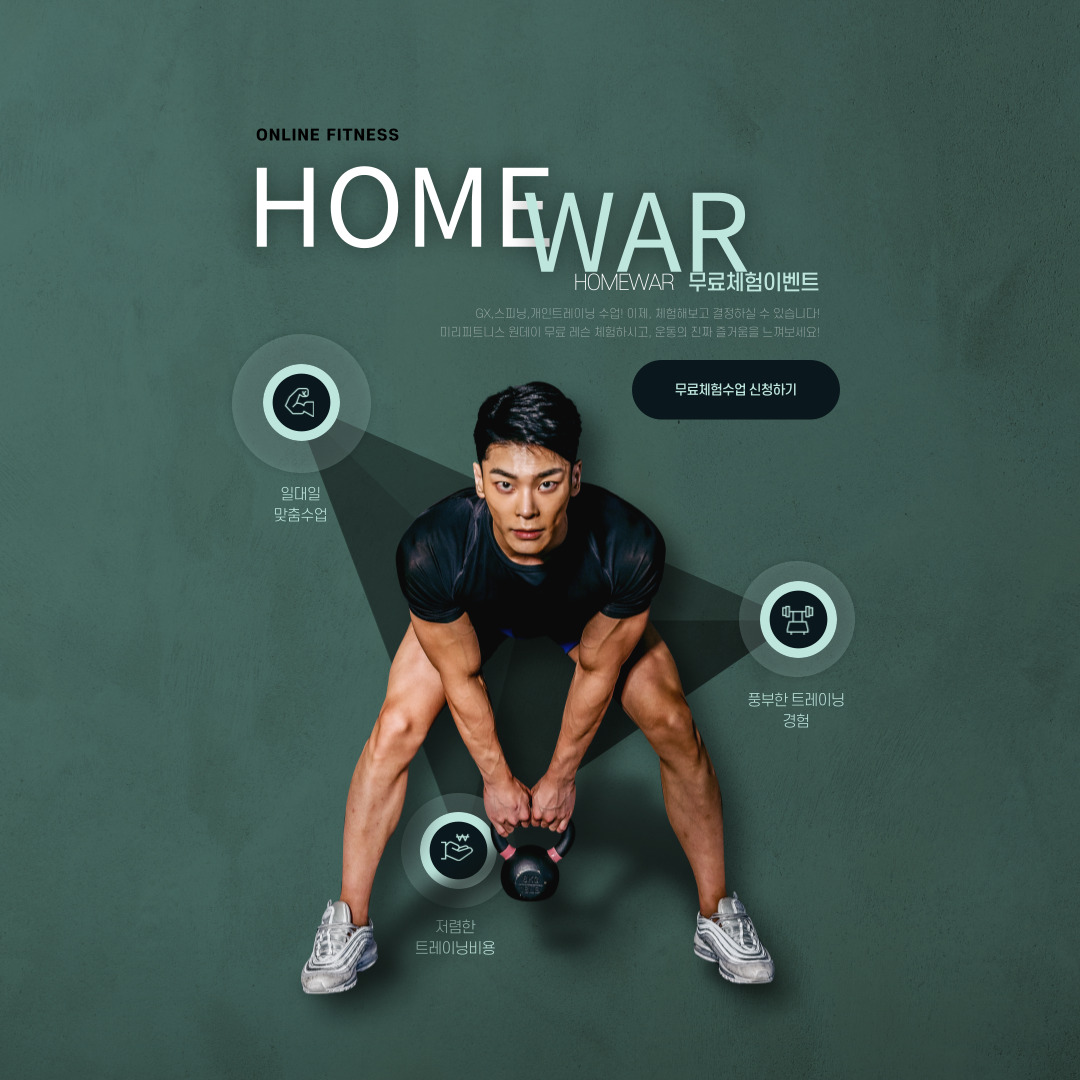 ONLINE FITNESS
HOME
WAR
HOMEWAR 무료체험이벤트
GX,스피닝,개인트레이닝 수업! 이제, 체험해보고 결정하실 수 있습니다!
미리피트니스 원데이 무료 레슨 체험하시고, 운동의 진짜 즐거움을 느껴보세요!
무료체험수업 신청하기
일대일
맞춤수업
풍부한 트레이닝
경험
저렴한
트레이닝비용